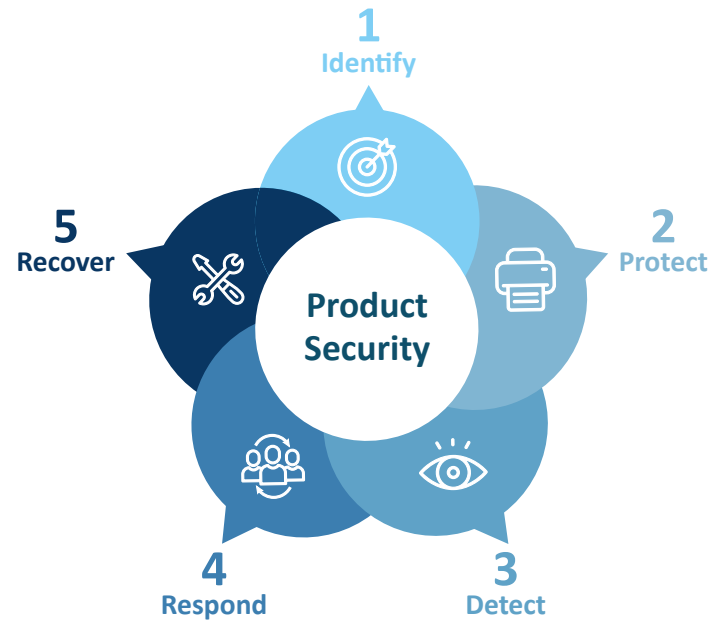 1
Identify
2
Protect
3
Detect
4
Respond
5
Recover
Product
Security